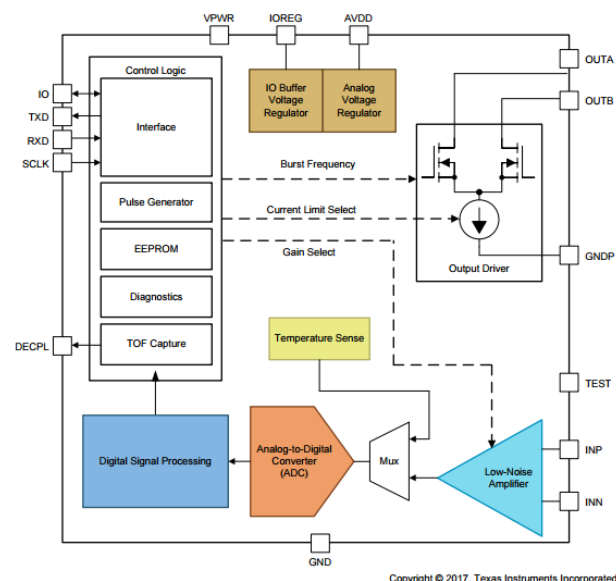 VPWR
IOREG
AVDD
OUTA
OUTB
Control Logic
IO
TXD
RXD
SCLK
Interface
IO Buffer
Voltage
Regulator
Analog
Voltage
Regulator
Burst Frequency
Pulse Generator
Current Limit Select
EEPROM
Gain Select
Output Driver
GNDP
Diagnostics
DECPL
TOF Capture
Temperature Sense
TEST
Digital Signal Processing
Analog-to-Digital
Converter
(ADC)
Mux
Low-Noise
Amplifier
INP
INN
GND
Copyright © 2017, Texas Instruments Incorporated